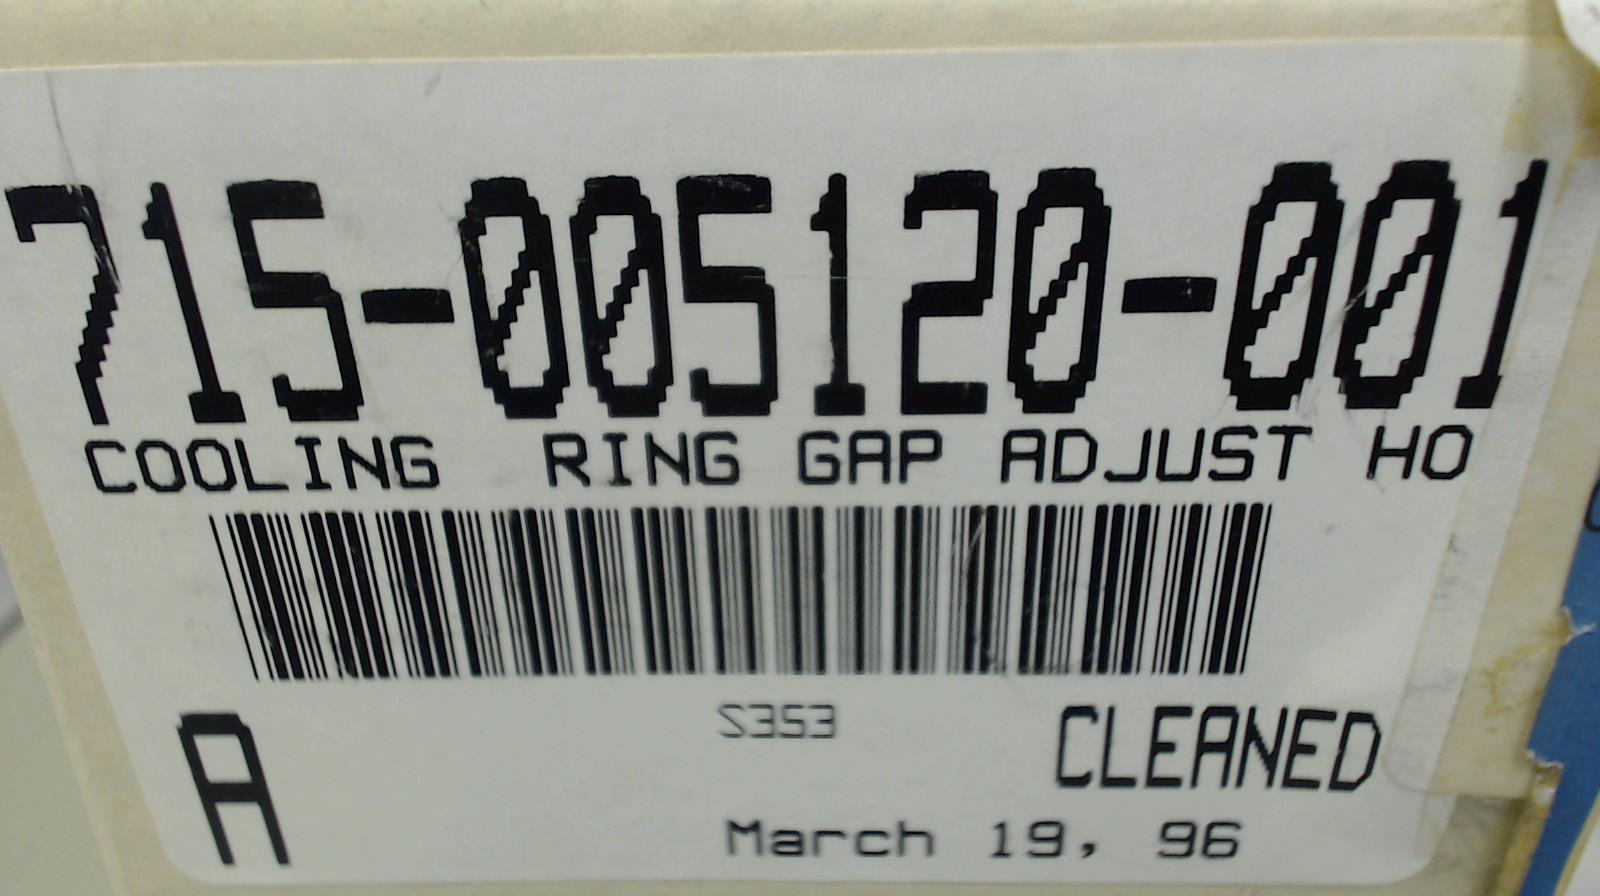 715-005120-001
COOLING RING GAP ADJUST HO
S353
A CLEANED
March 19, 96